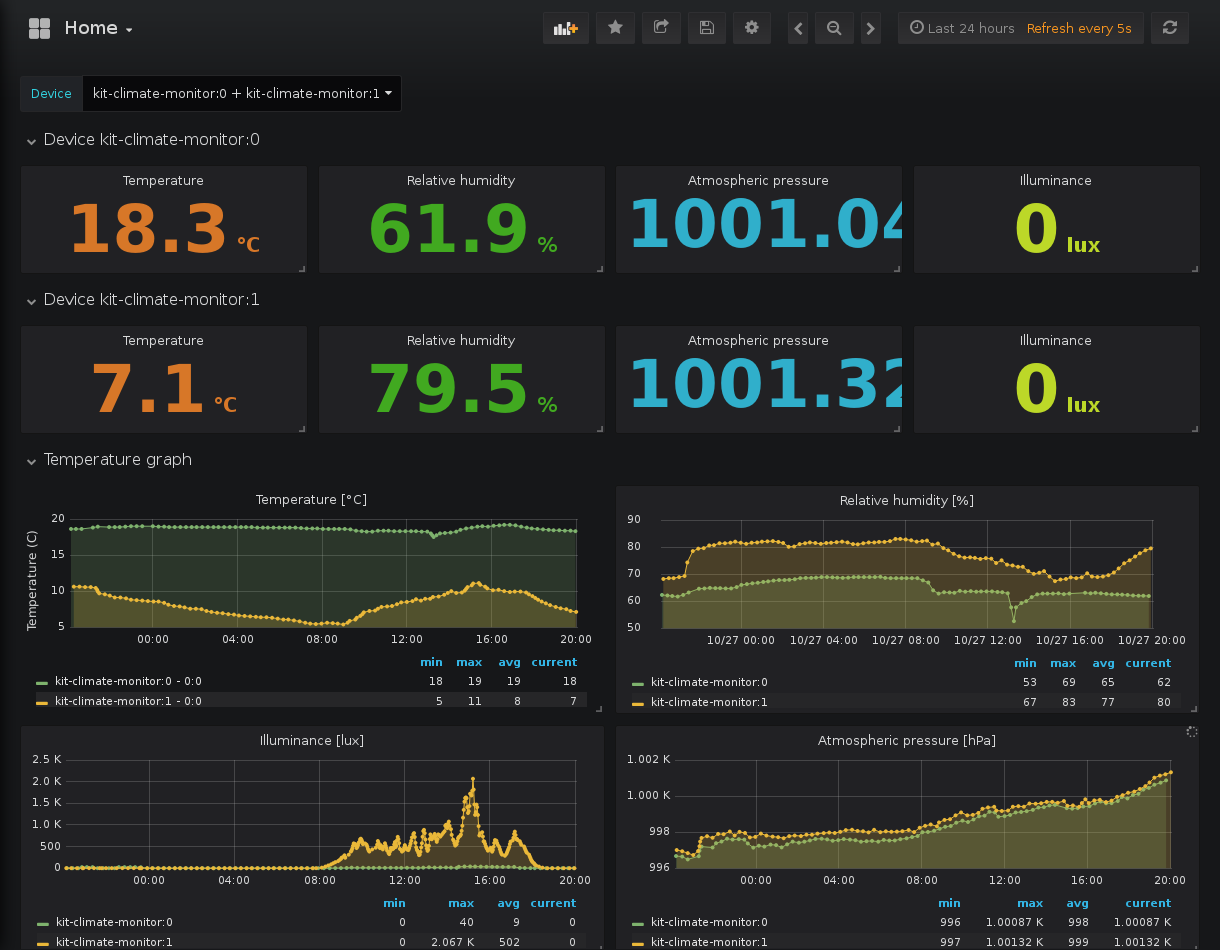 Home
Last 24 hours Refresh every 5s
Device kit-climate-monitor:0 + kit-climate-monitor:1
Device kit-climate-monitor:0
Temperature Relative humidity Atmospheric pressure Illuminance
18.3 °C 61.9 % 1001.04 0 lux
Device kit-climate-monitor:1
Temperature Relative humidity Atmospheric pressure Illuminance
7.1 °C 79.5 % 1001.32 0 lux
Temperature graph
Temperature [°C]
Temperature (C)
20
15
10
5
00:00 04:00 08:00 12:00 16:00 20:00
min max avg current
kit-climate-monitor:0 - 0:0 18 19 19 18
kit-climate-monitor:1 - 0:0 5 11 8 7
Relative humidity [%]
90
80
70
60
50
10/27 00:00 10/27 04:00 10/27 08:00 10/27 12:00 10/27 16:00 10/27 20:00
min max avg current
kit-climate-monitor:0 53 69 65 62
kit-climate-monitor:1 67 83 77 80
Illuminance [lux]
2.5 K
2.0 K
1.5 K
1.0 K
500
0
00:00 04:00 08:00 12:00 16:00 20:00
min max avg current
kit-climate-monitor:0 0 40 9 0
kit-climate-monitor:1 0 2.067 K 502 0
Atmospheric pressure [hPa]
1.002 K
1.000 K
998
996
00:00 04:00 08:00 12:00 16:00 20:00
min max avg current
kit-climate-monitor:0 996 1.00087 K 998 1.00087 K
kit-climate-monitor:1 997 1.00132 K 999 1.00132 K